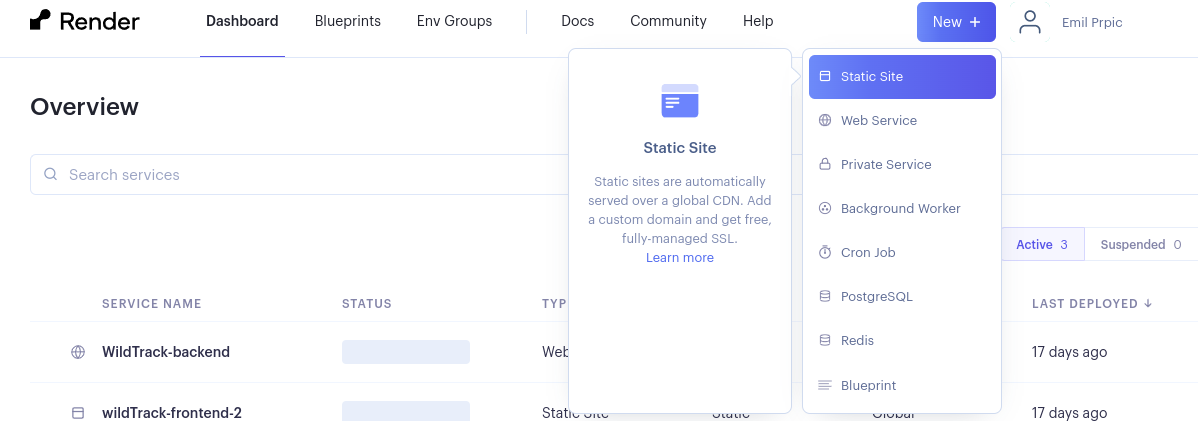 Render
Dashboard
Blueprints
Env Groups
Docs
Community
Help
New +
Emil Prpic
Overview
Search services
Static Site
Static sites are automatically
served over a global CDN. Add
a custom domain and get free,
fully-managed SSL.
Learn more
Static Site
Web Service
Private Service
Background Worker
Cron Job
PostgreSQL
Redis
Blueprint
Active 3
Suspended 0
SERVICE NAME
STATUS
TYP
LAST DEPLOYED ↓
WildTrack-backend
Web
17 days ago
wildTrack-frontend-2
Static Site
Static
Global
17 days ago